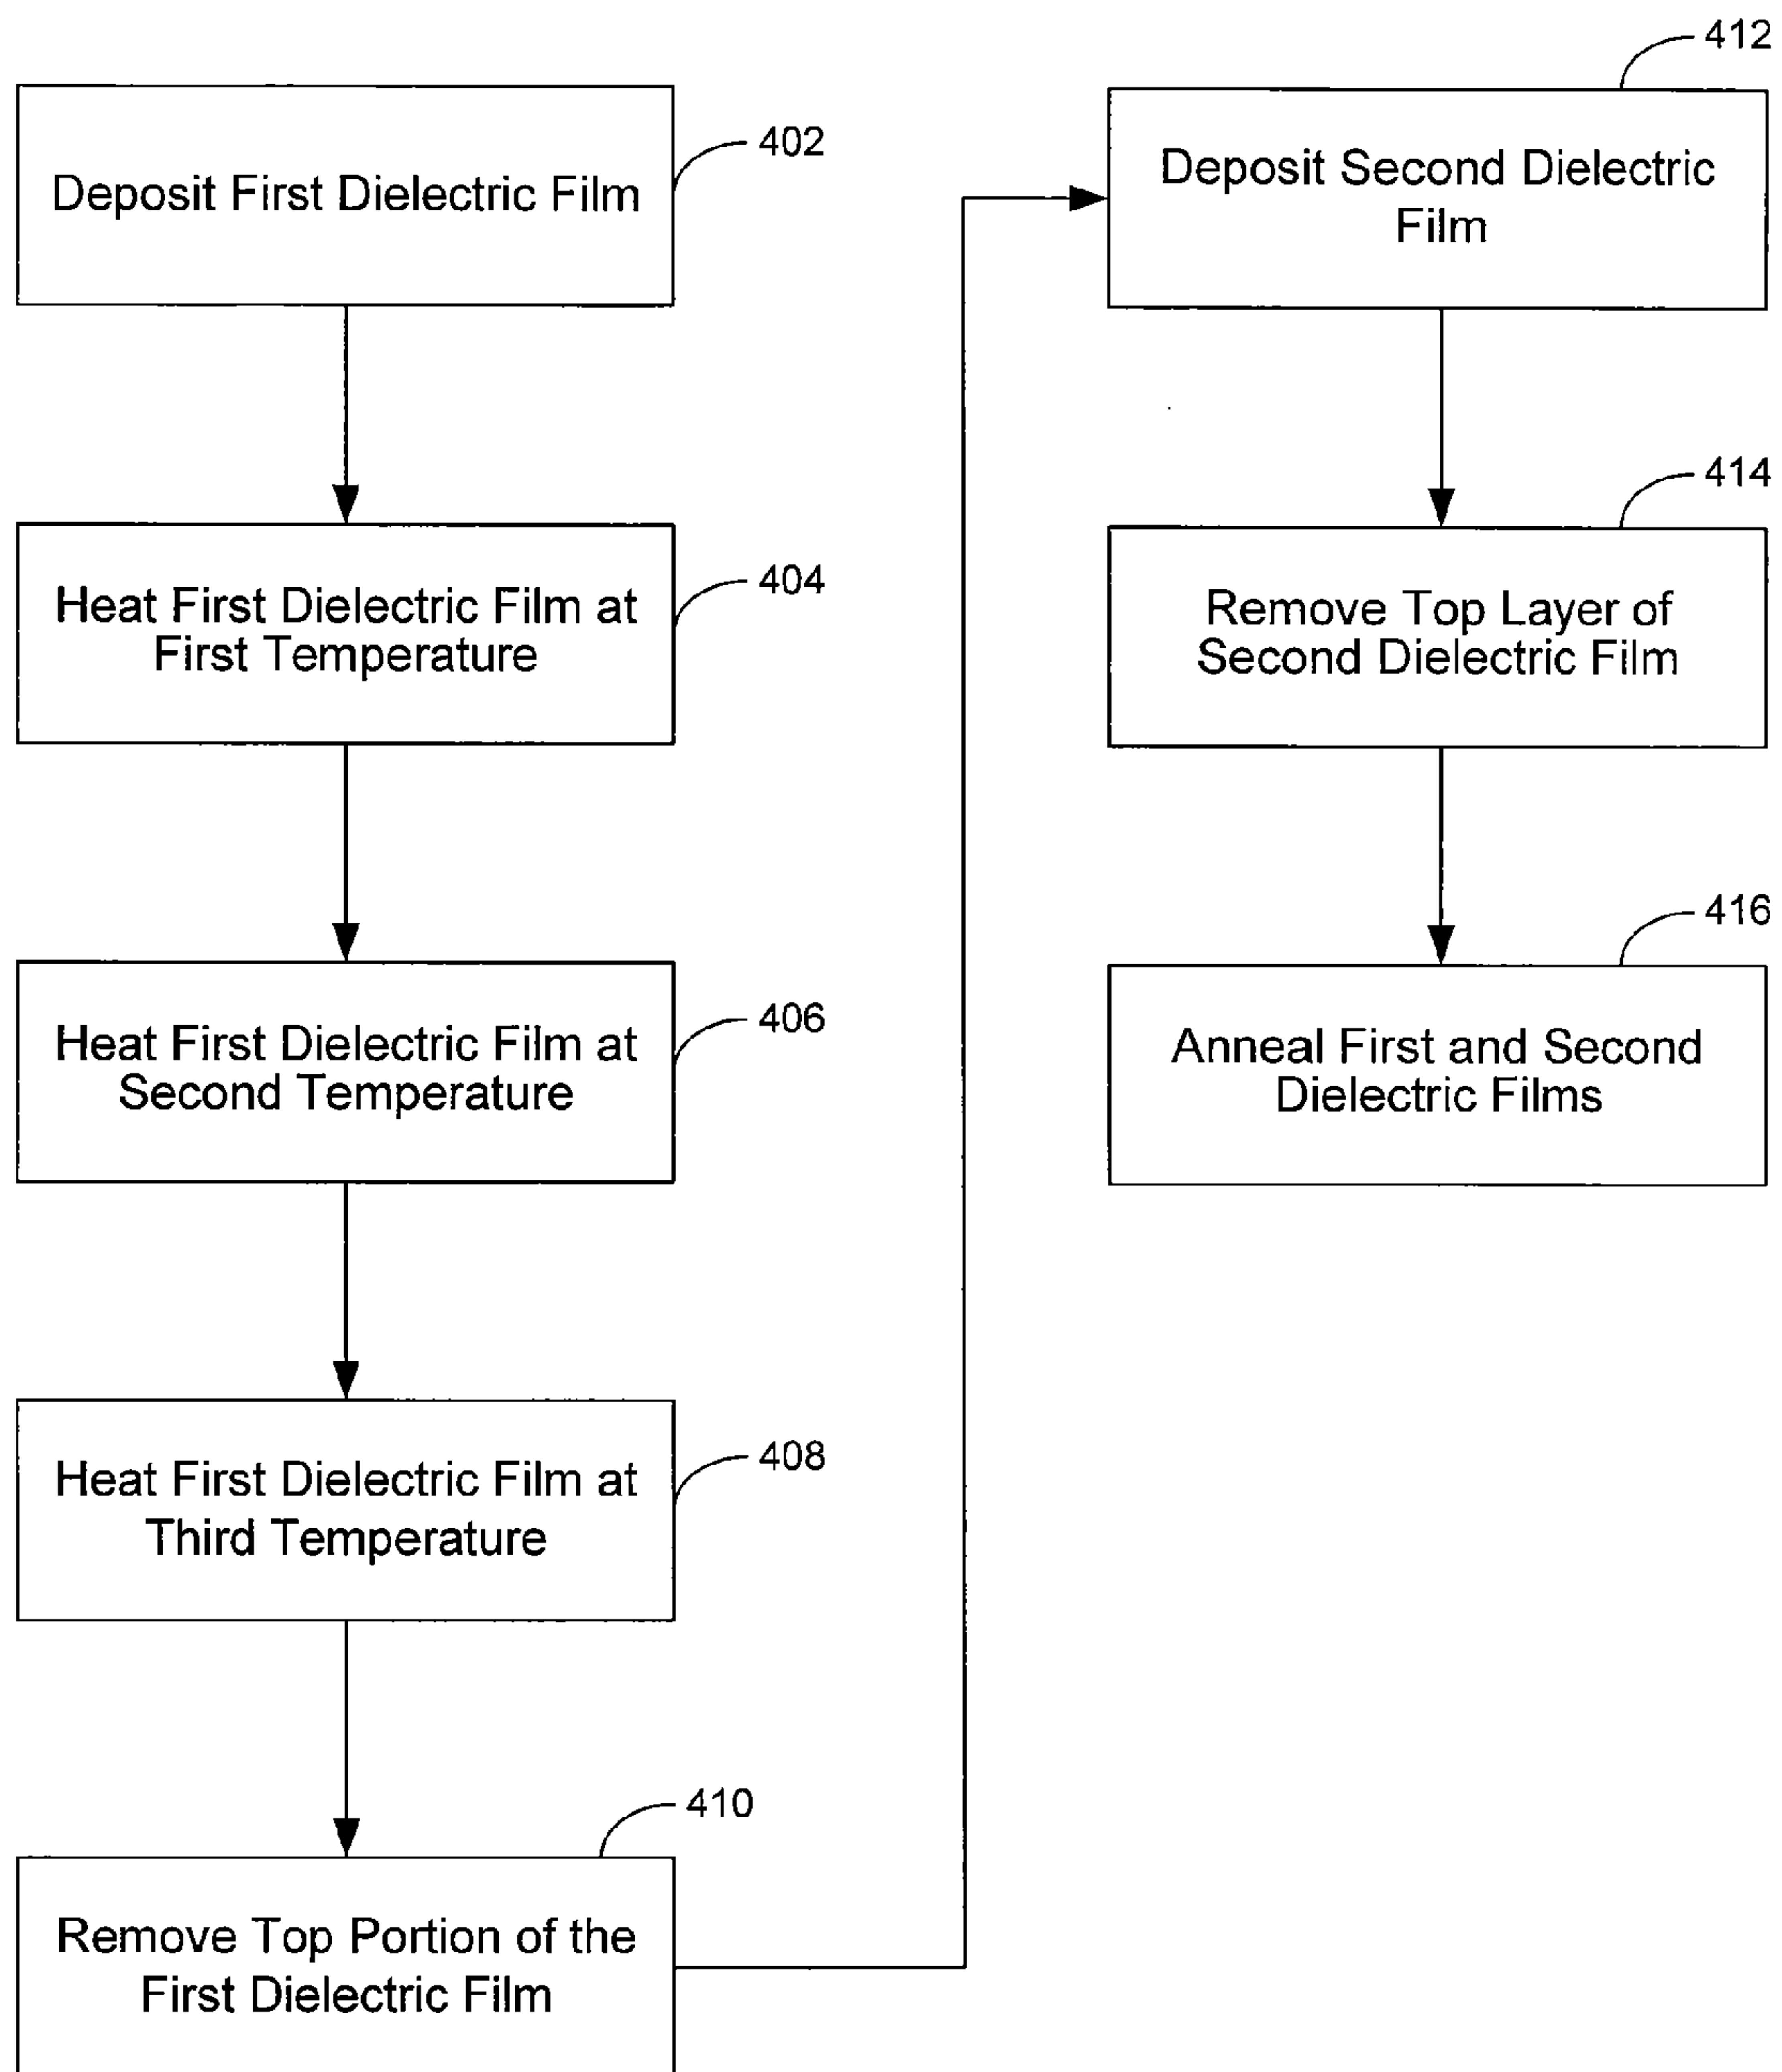 Deposit First Dielectric Film
402
Heat First Dielectric Film at
First Temperature
404
Heat First Dielectric Film at
Second Temperature
406
Heat First Dielectric Film at
Third Temperature
408
Remove Top Portion of the
First Dielectric Film
410
Deposit Second Dielectric
Film
412
Remove Top Layer of
Second Dielectric Film
414
Anneal First and Second
Dielectric Films
416